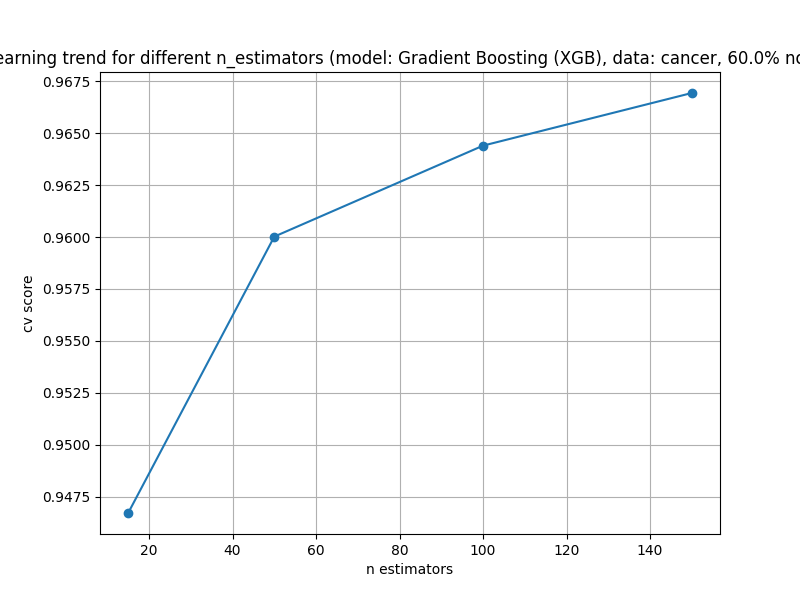 earning trend for different n_estimators (model: Gradient Boosting (XGB), data: cancer, 60.0% no
0.9675
0.9650
0.9625
0.9600
0.9575
0.9550
0.9525
0.9500
0.9475
cv score
20 40 60 80 100 120 140
n estimators